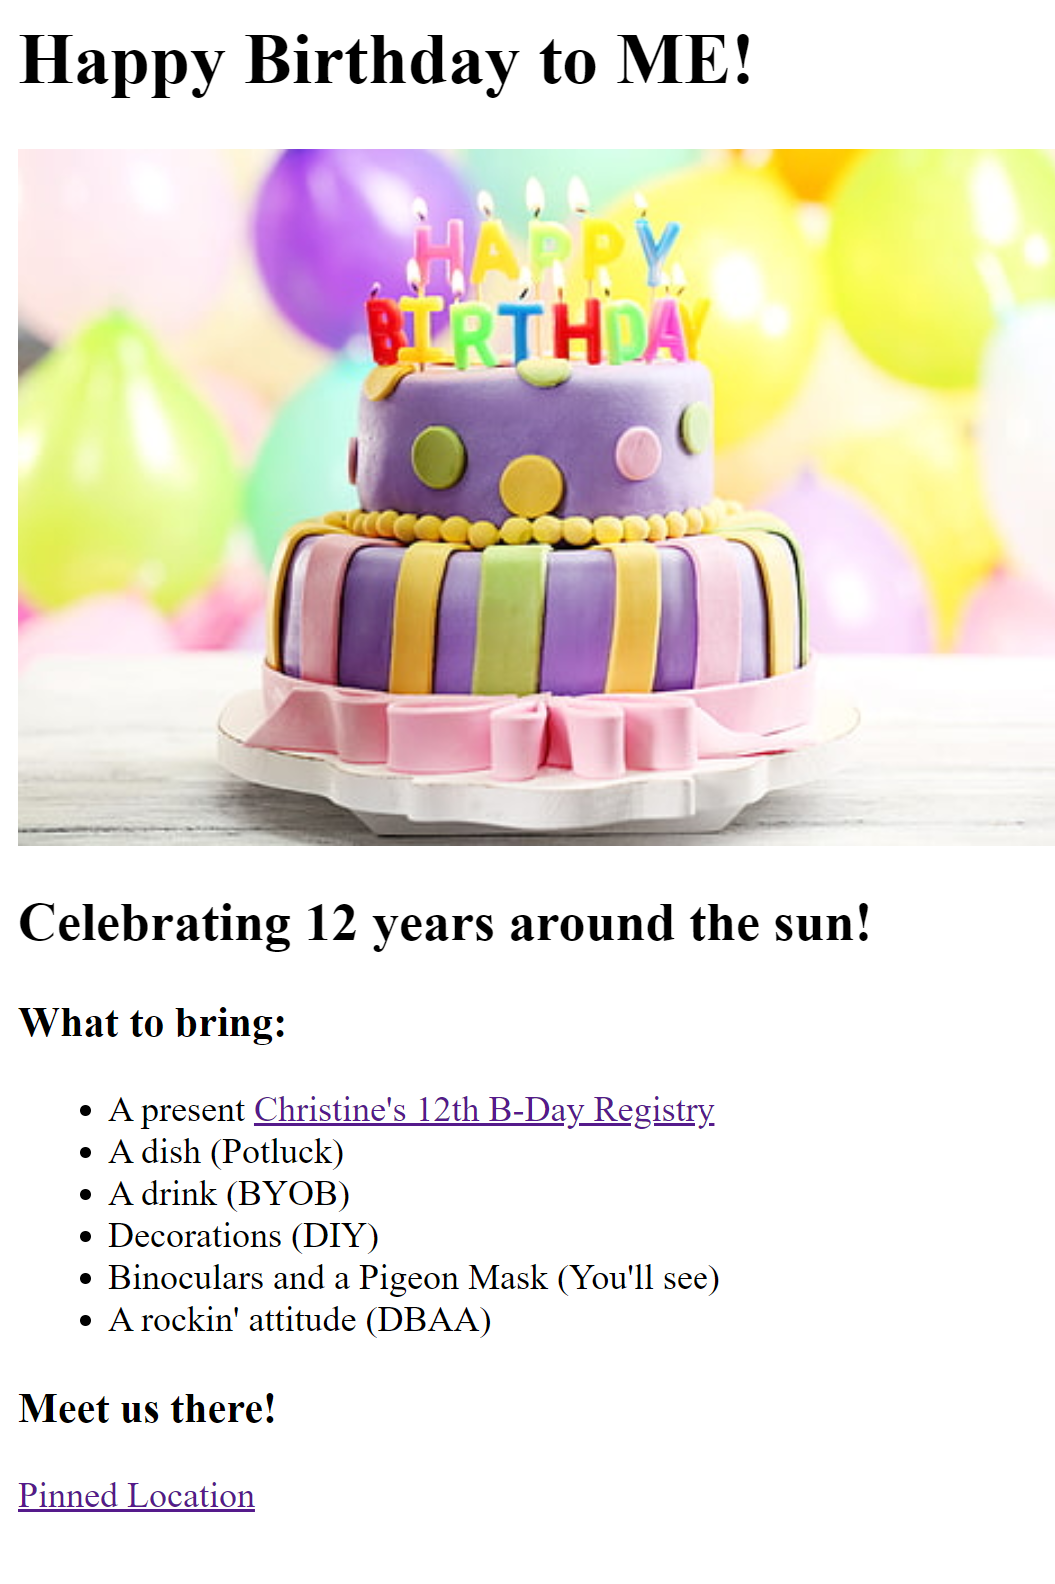 Happy Birthday to ME!
HAPPY
BIRTHDAY
Celebrating 12 years around the sun!
What to bring:
A present Christine's 12th B-Day Registry
A dish (Potluck)
A drink (BYOB)
Decorations (DIY)
Binoculars and a Pigeon Mask (You'll see)
A rockin' attitude (DBAA)
Meet us there!
Pinned Location